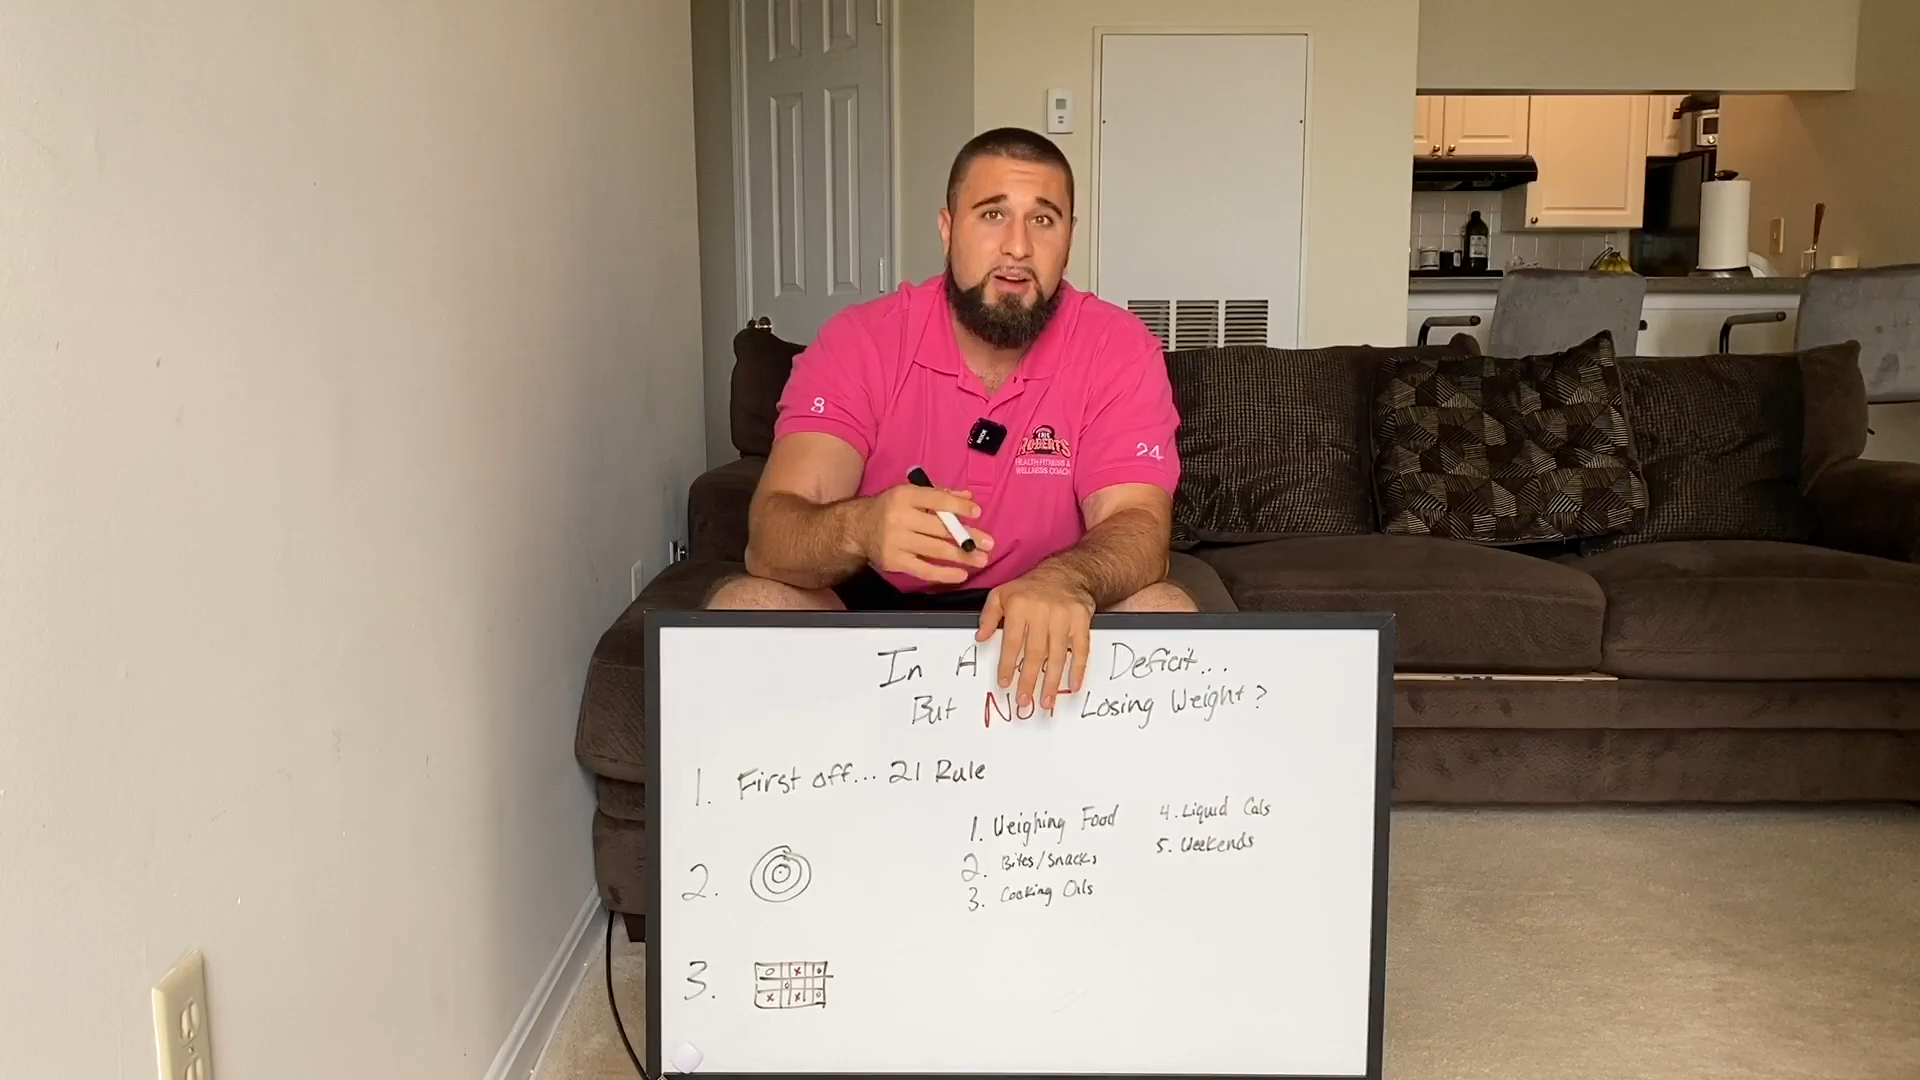 8
ERIC
ROBERTS
HEALTH FITNESS &
WELLNESS COACH
24
In A Deficit...
But NOT Losing Weight?
1. First off... 21 Rule
1. Weighing Food
2. Bites/Snacks
3. Cooking Oils
4. Liquid Cals
5. Weekends
2.
3.